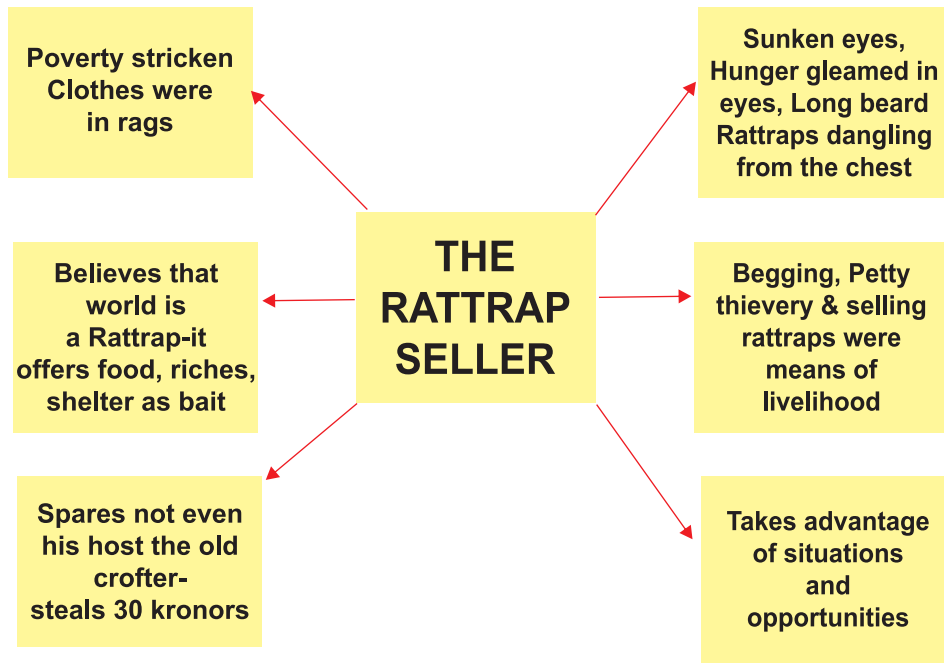 Poverty stricken
Clothes were
in rags
Sunken eyes,
Hunger gleamed in
eyes, Long beard
Rattraps dangling
from the chest
THE
RATTRAP
SELLER
Believes that
world is
a Rattrap-it
offers food, riches,
shelter as bait
Begging, Petty
thievery & selling
rattraps were
means of
livelihood
Spares not even
his host the old
crofter-
steals 30 kronors
Takes advantage
of situations
and
opportunities